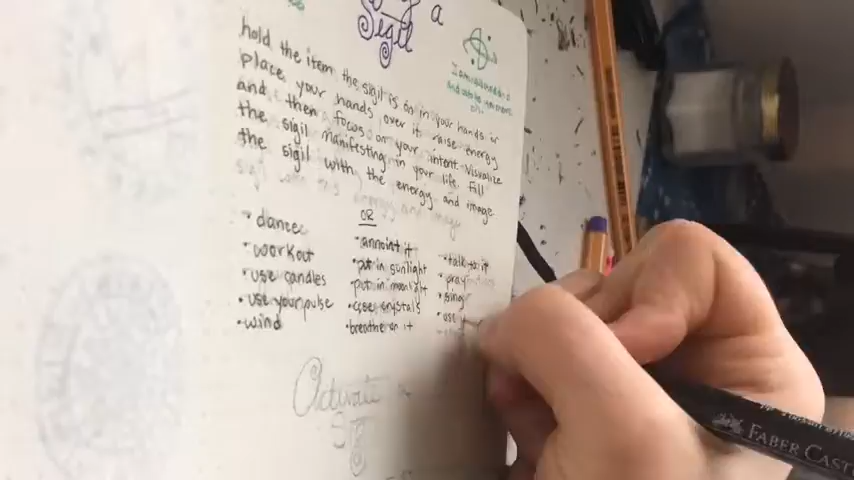 a
Sigil
hold the item the sigil is on in your hands or
place your hands over it raise energy
and then focus on your intent. Visualize
the sigil manifesting in your life. Fill
the sigil with the energy and image
OR
• dance
• workout
• use candles
• use your pulse
• wind
• annoint it
• put in sunlight
put in moonlight
• use crystals
• breathe on it
• talk to it
• pray
• sing
• use
Activate a
FABER CAST